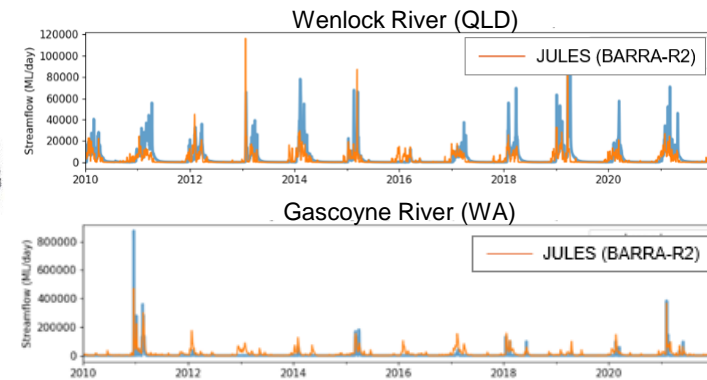 Wenlock River (QLD)
120000
100000
80000
60000
40000
20000
0
Streamflow (ML/day)
JULES (BARRA-R2)
2010 2012 2014 2016 2018 2020
Gascoyne River (WA)
800000
600000
400000
200000
0
Streamflow (ML/day)
JULES (BARRA-R2)
2010 2012 2014 2016 2018 2020